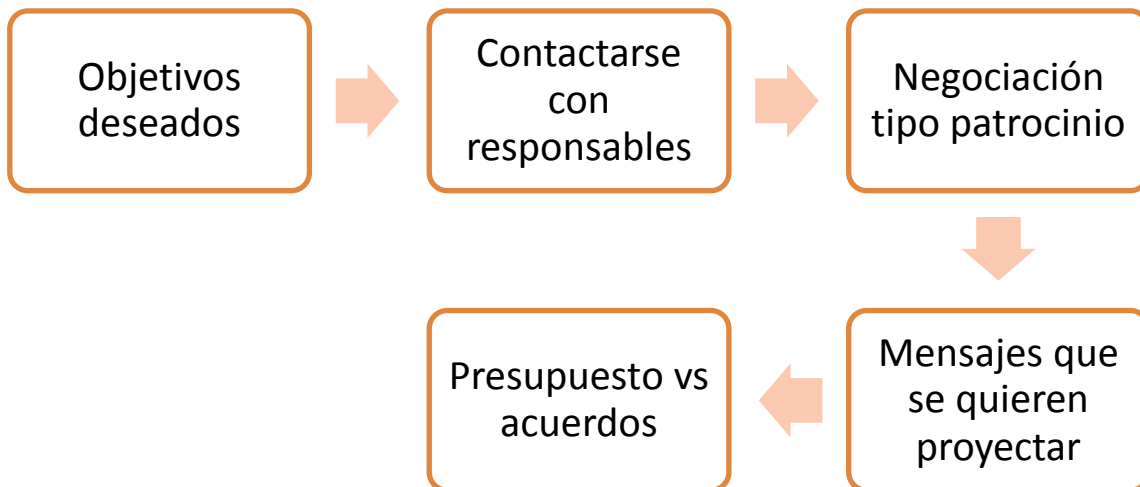 Objetivos
deseados
Contactarse
con
responsables
Negociación
tipo patrocinio
Mensajes que
se quieren
proyectar
Presupuesto vs
acuerdos